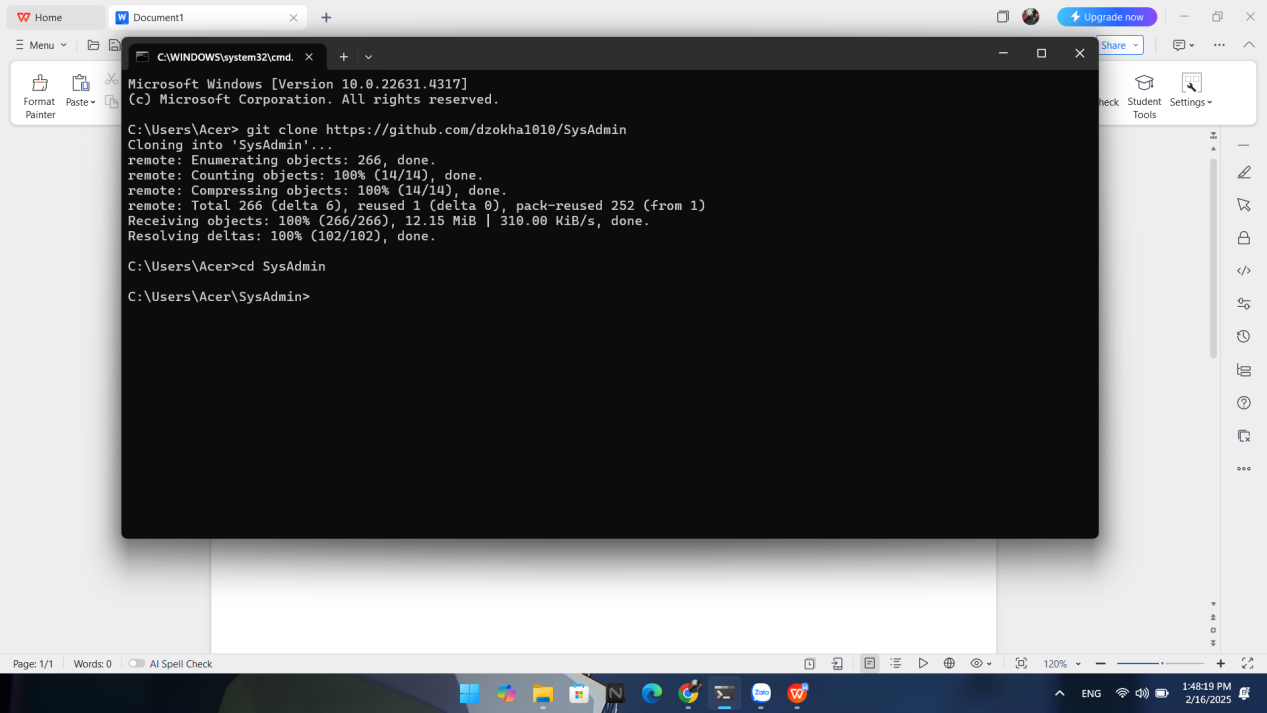 Home
Document1
Upgrade now
Menu
Share
Format
Painter
Paste
heck
Student
Tools
Settings
C:\WINDOWS\system32\cmd.
Microsoft Windows [Version 10.0.22631.4317]
(c) Microsoft Corporation. All rights reserved.
C:\Users\Acer> git clone https://github.com/dzokha1010/SysAdmin
Cloning into 'SysAdmin'...
remote: Enumerating objects: 266, done.
remote: Counting objects: 100% (14/14), done.
remote: Compressing objects: 100% (14/14), done.
remote: Total 266 (delta 6), reused 1 (delta 0), pack-reused 252 (from 1)
Receiving objects: 100% (266/266), 12.15 MiB | 310.00 KiB/s, done.
Resolving deltas: 100% (102/102), done.
C:\Users\Acer>cd SysAdmin
C:\Users\Acer\SysAdmin>
Page: 1/1
Words: 0
AI Spell Check
120%
Zalo
ENG
1:48:19 PM
2/16/2025